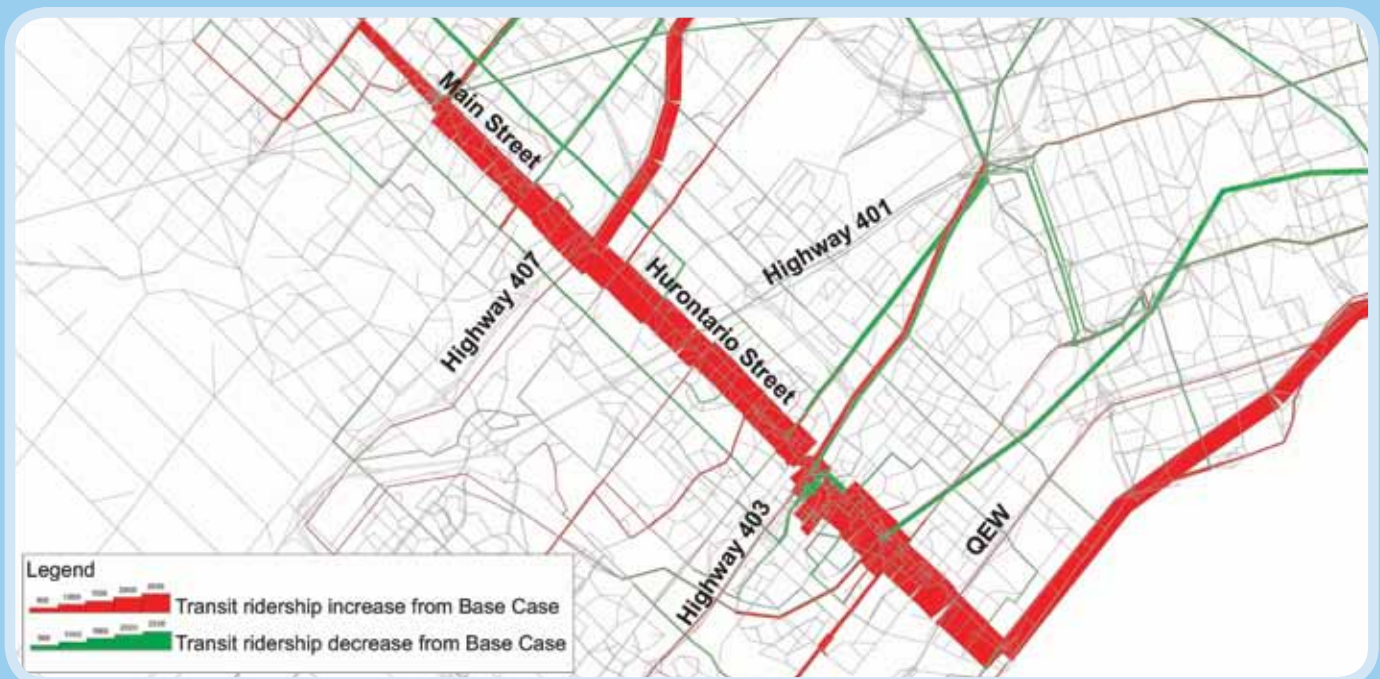 Main Street
Highway 401
Highway 407
Hurontario Street
Highway 403
QEW
Legend
Transit ridership increase from Base Case
Transit ridership decrease from Base Case